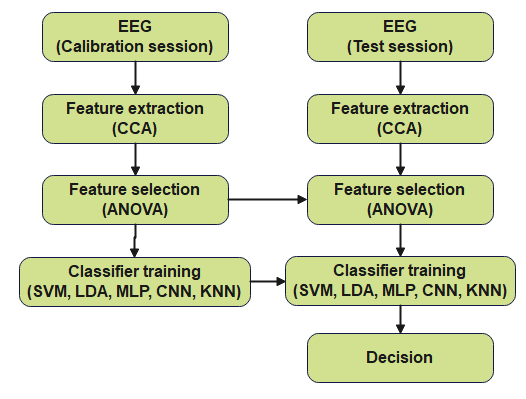 EEG
(Calibration session)
Feature extraction
(CCA)
Feature selection
(ANOVA)
Classifier training
(SVM, LDA, MLP, CNN, KNN)
EEG
(Test session)
Feature extraction
(CCA)
Feature selection
(ANOVA)
Classifier training
(SVM, LDA, MLP, CNN, KNN)
Decision